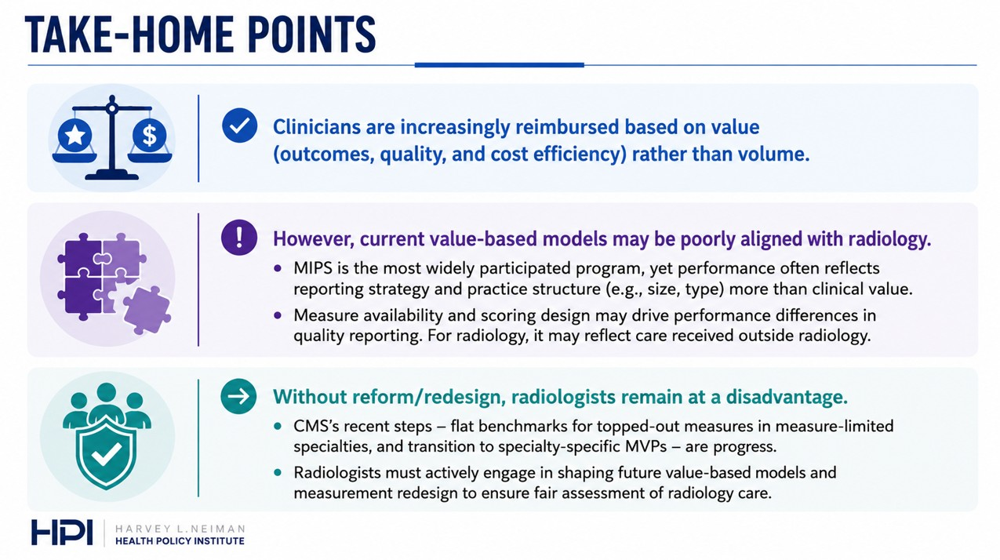 TAKE-HOME POINTS
$
Clinicians are increasingly reimbursed based on value
(outcomes, quality, and cost efficiency) rather than volume.
!
However, current value-based models may be poorly aligned with radiology.
• MIPS is the most widely participated program, yet performance often reflects
reporting strategy and practice structure (e.g., size, type) more than clinical value.
• Measure availability and scoring design may drive performance differences in
quality reporting. For radiology, it may reflect care received outside radiology.
Without reform/redesign, radiologists remain at a disadvantage.
• CMS's recent steps – flat benchmarks for topped-out measures in measure-limited
specialties, and transition to specialty-specific MVPs – are progress.
• Radiologists must actively engage in shaping future value-based models and
measurement redesign to ensure fair assessment of radiology care.
HPI
HARVEY L. NEIMAN
HEALTH POLICY INSTITUTE